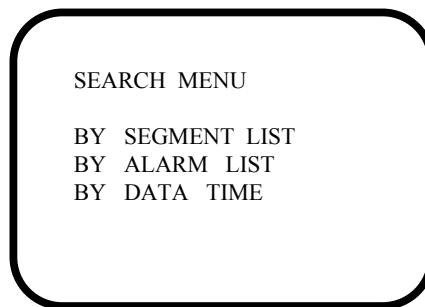 SEARCH MENU
BY SEGMENT LIST
BY ALARM LIST
BY DATA TIME